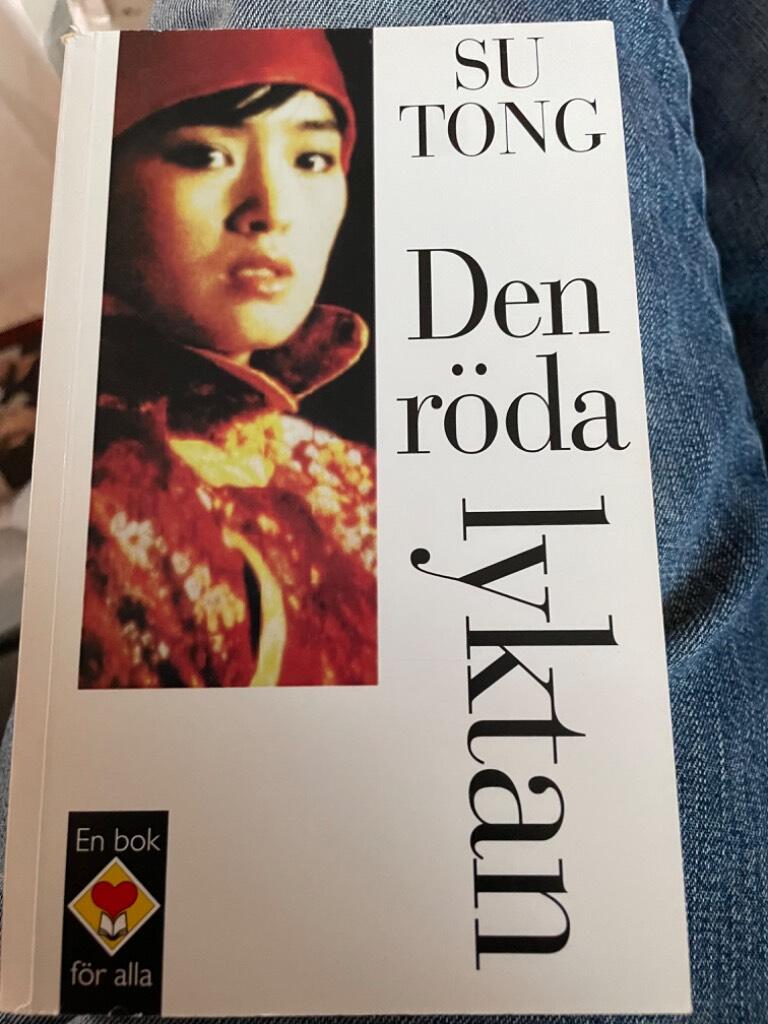 SU
TONG
Den
röda
lyktan
En bok
för alla